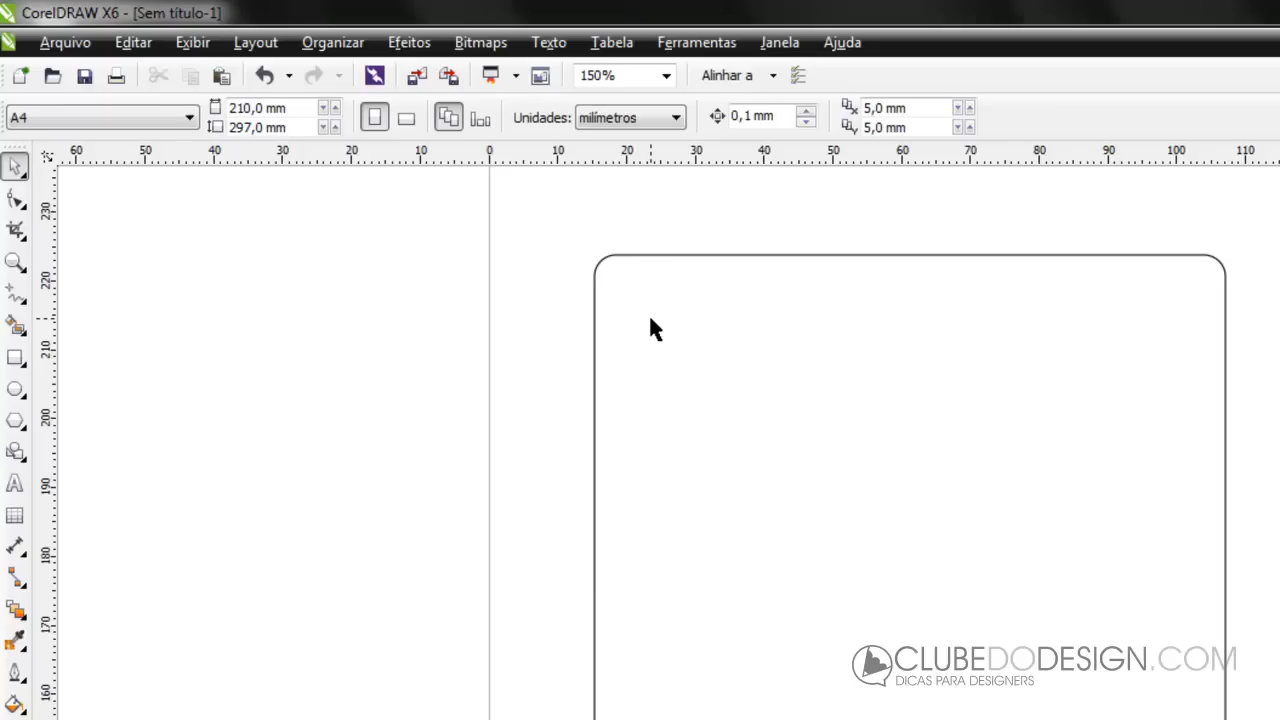 CorelDRAW X6 - [Sem título-1]
Arquivo Editar Exibir Layout Organizar Efeitos Bitmaps Texto Tabela Ferramentas Janela Ajuda
150% Alinhar a
A4 210,0 mm 297,0 mm Unidades: milímetros 0,1 mm 5,0 mm 5,0 mm
60 50 40 30 20 10 0 10 20 30 40 50 60 70 80 90 100 110
230
220
210
200
190
180
170
160
CLUBEDODESIGN.COM
DICAS PARA DESIGNERS